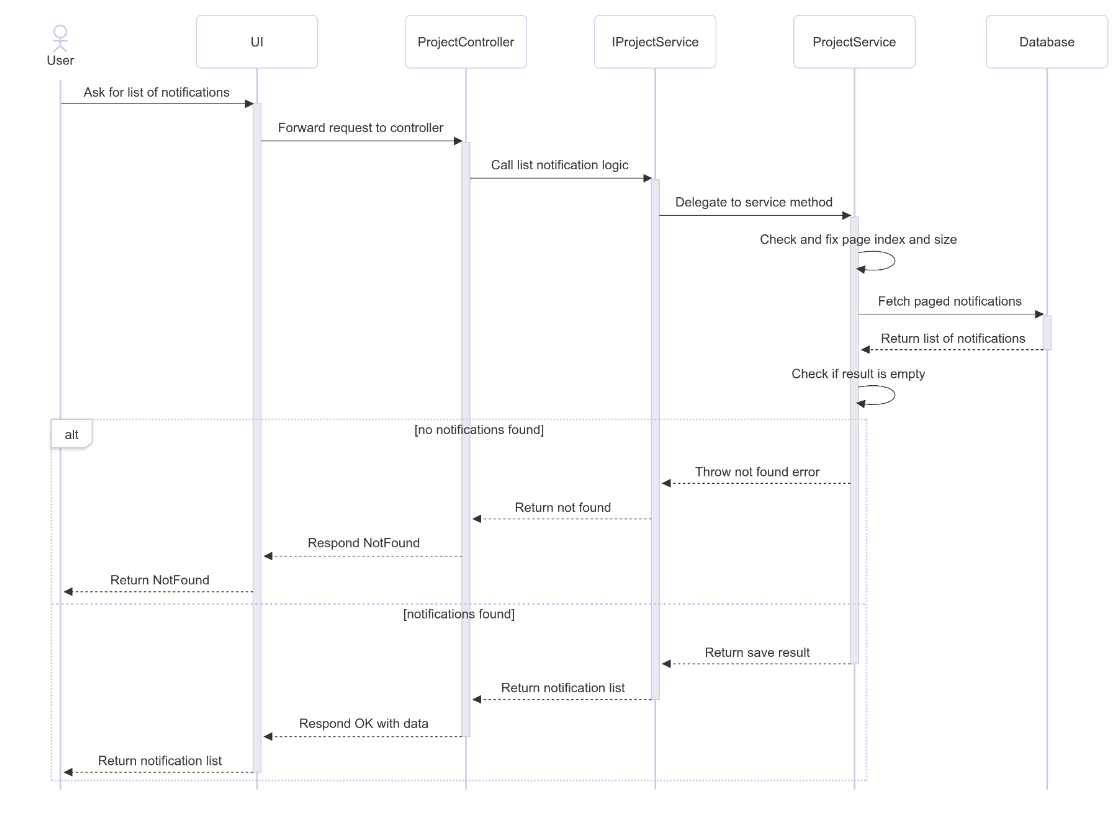 User
UI
ProjectController
IProjectService
ProjectService
Database
Ask for list of notifications
Forward request to controller
Call list notification logic
Delegate to service method
Check and fix page index and size
Fetch paged notifications
Return list of notifications
Check if result is empty
alt
[no notifications found]
Throw not found error
Return not found
Respond NotFound
Return NotFound
[notifications found]
Return save result
Return notification list
Respond OK with data
Return notification list